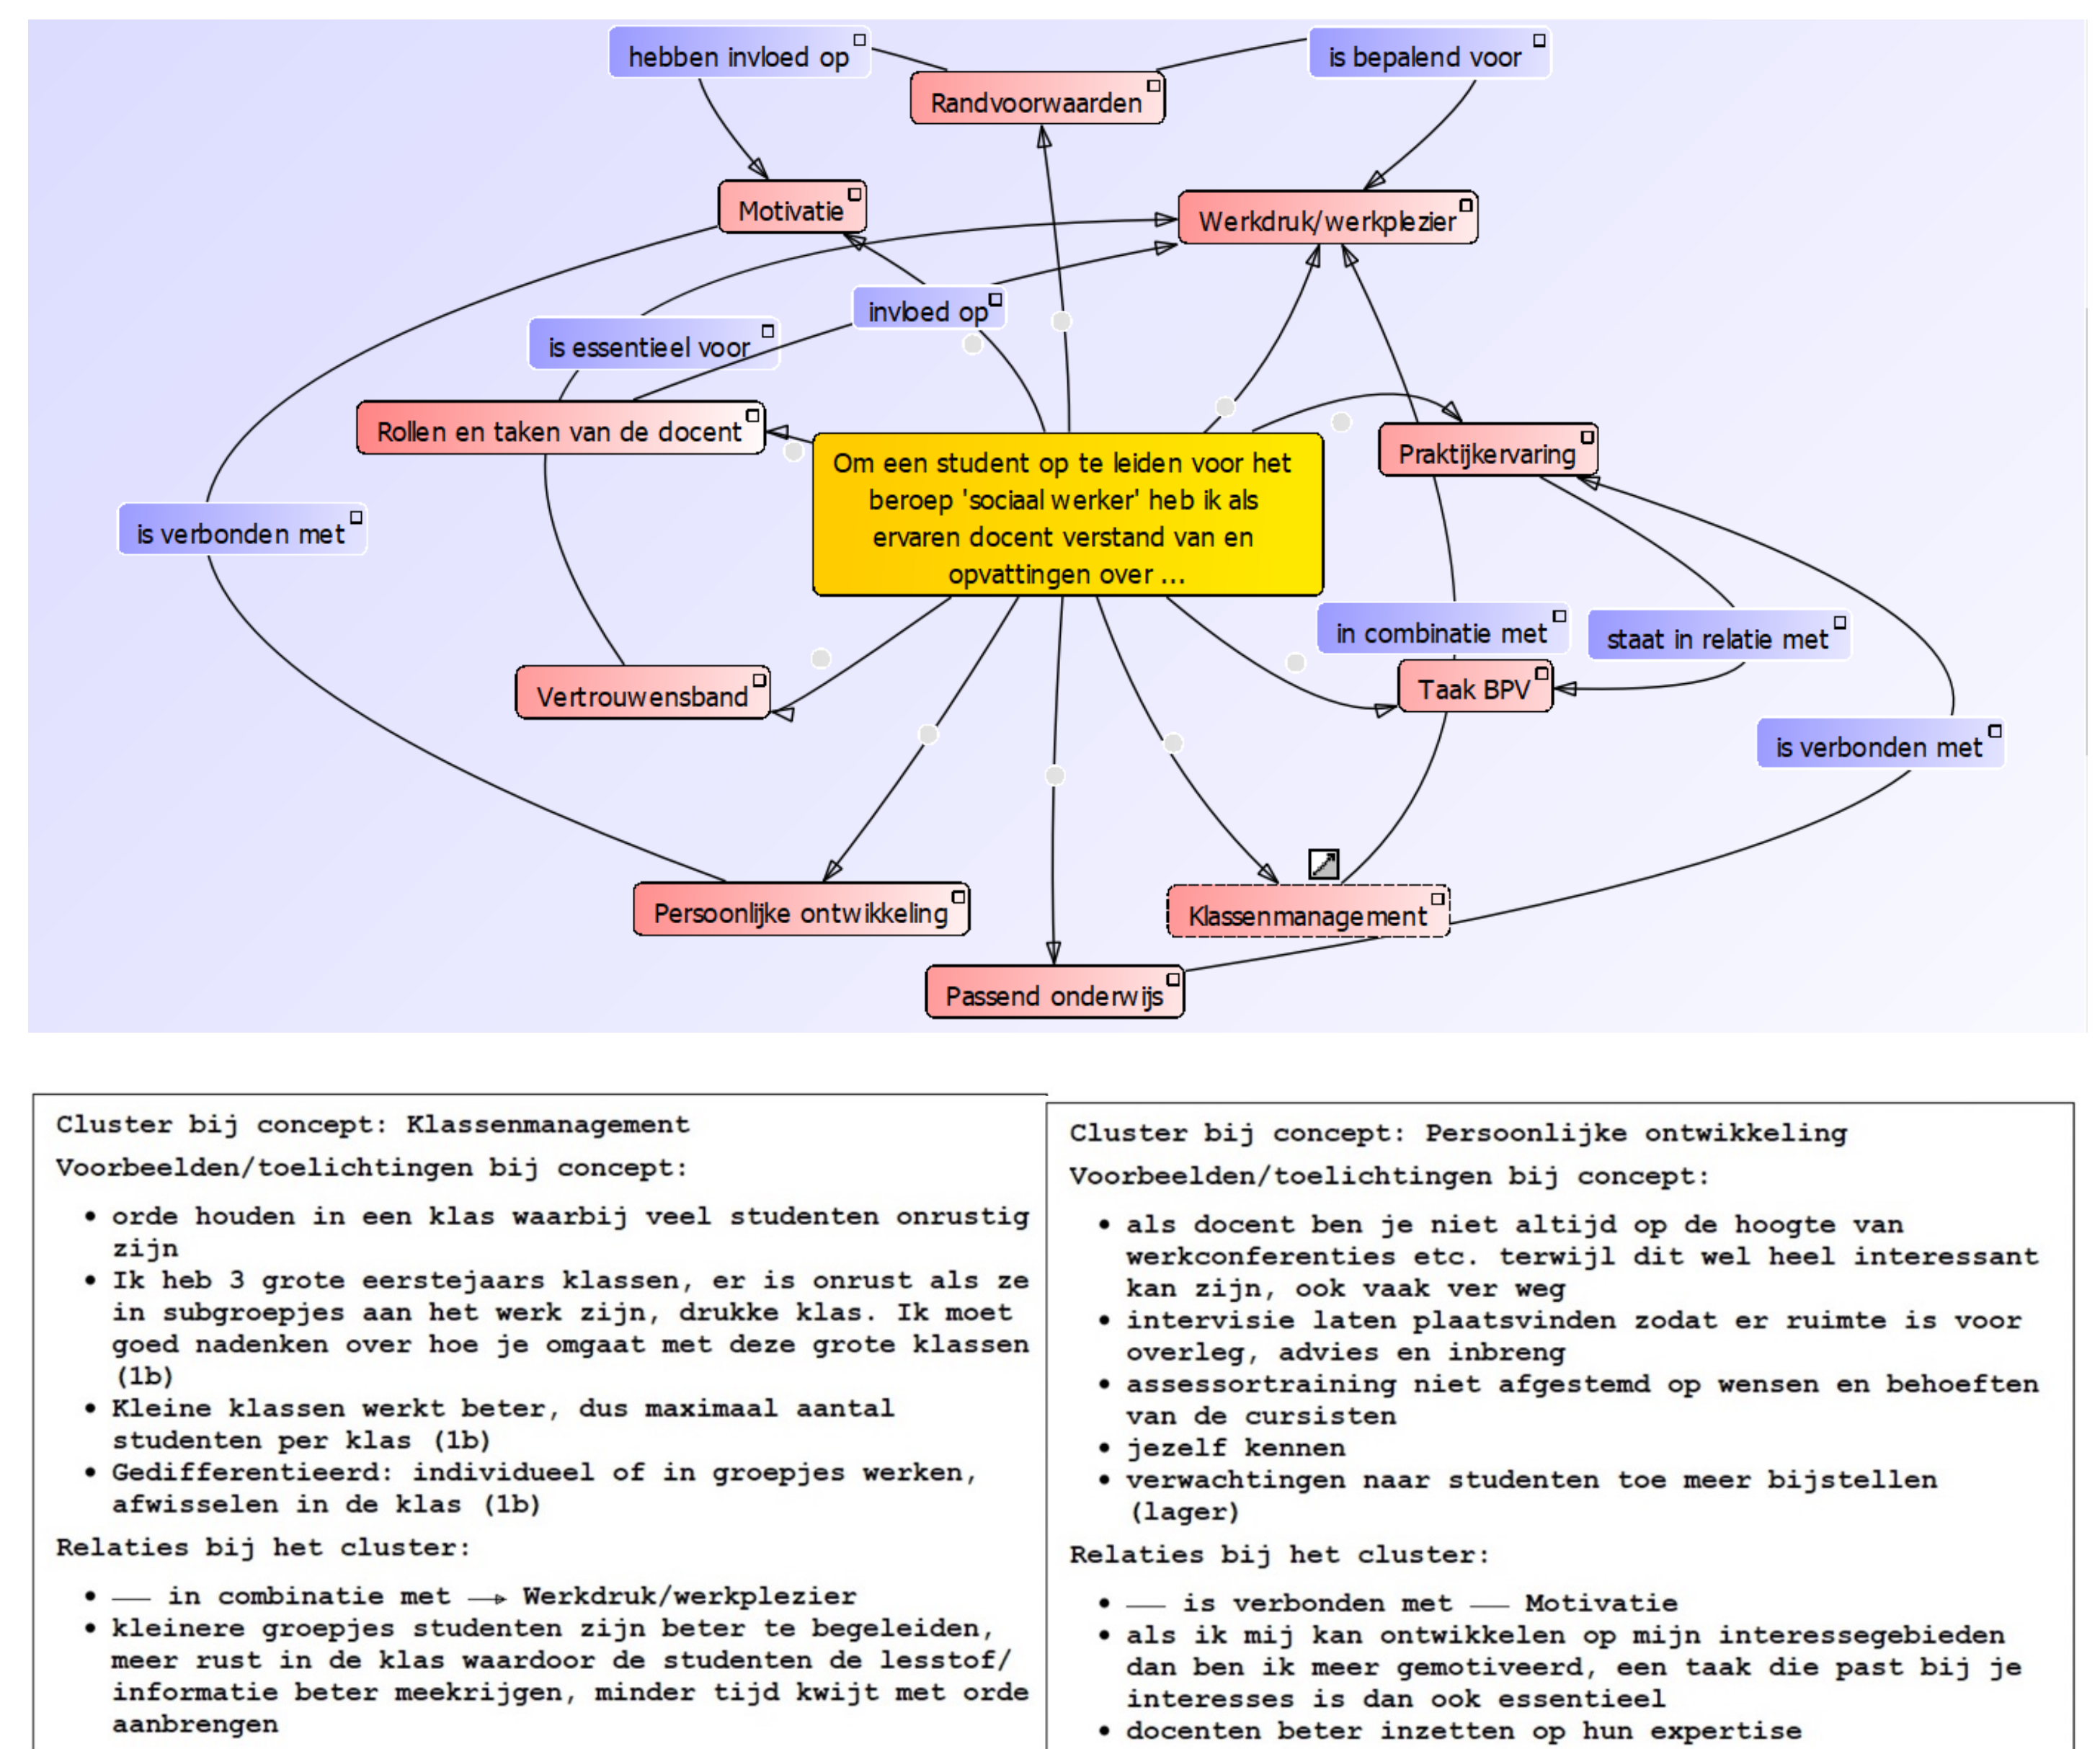 hebben invloed op
is bepalend voor
Randvoorwaarden
Motivatie
Werkdruk/werkplezier
invloed op
is essentieel voor
Rollen en taken van de docent
Om een student op te leiden voor het
beroep 'sociaal werker' heb ik als
ervaren docent verstand van en
opvattingen over ...
Praktijkervaring
is verbonden met
in combinatie met
staat in relatie met
Vertrouwensband
Taak BPV
is verbonden met
Persoonlijke ontwikkeling
Klassenmanagement
Passend onderwijs
Cluster bij concept: Klassenmanagement
Voorbeelden/toelichtingen bij concept:
• orde houden in een klas waarbij veel studenten onrustig
zijn
• Ik heb 3 grote eerstejaars klassen, er is onrust als ze
in subgroepjes aan het werk zijn, drukke klas. Ik moet
goed nadenken over hoe je omgaat met deze grote klassen
(1b)
• Kleine klassen werkt beter, dus maximaal aantal
studenten per klas (1b)
• Gedifferentieerd: individueel of in groepjes werken,
afwisselen in de klas (1b)
Relaties bij het cluster:
• —— in combinatie met —→ Werkdruk/werkplezier
• kleinere groepjes studenten zijn beter te begeleiden,
meer rust in de klas waardoor de studenten de lesstof/
informatie beter meekrijgen, minder tijd kwijt met orde
aanbrengen
Cluster bij concept: Persoonlijke ontwikkeling
Voorbeelden/toelichtingen bij concept:
• als docent ben je niet altijd op de hoogte van
werkconferenties etc. terwijl dit wel heel interessant
kan zijn, ook vaak ver weg
• intervisie laten plaatsvinden zodat er ruimte is voor
overleg, advies en inbreng
• assessortraining niet afgestemd op wensen en behoeften
van de cursisten
• jezelf kennen
• verwachtingen naar studenten toe meer bijstellen
(lager)
Relaties bij het cluster:
• —— is verbonden met —— Motivatie
• als ik mij kan ontwikkelen op mijn interessegebieden
dan ben ik meer gemotiveerd, een taak die past bij je
interesses is dan ook essentieel
• docenten beter inzetten op hun expertise